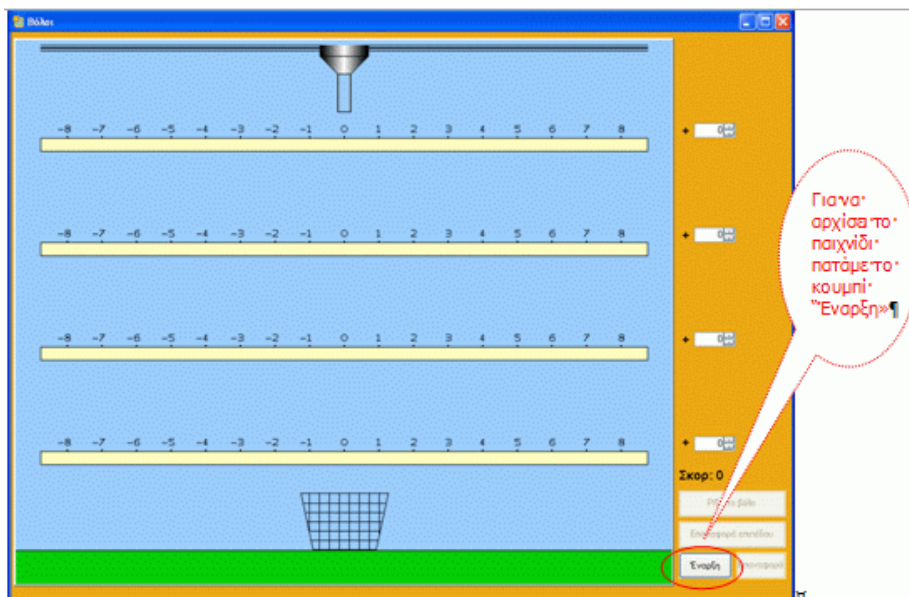 Βόλοι
-8 -7 -6 -5 -4 -3 -2 -1 0 1 2 3 4 5 6 7 8
+ 0
-8 -7 -6 -5 -4 -3 -2 -1 0 1 2 3 4 5 6 7 8
+ 0
-8 -7 -6 -5 -4 -3 -2 -1 0 1 2 3 4 5 6 7 8
+ 0
-8 -7 -6 -5 -4 -3 -2 -1 0 1 2 3 4 5 6 7 8
+ 0
Σκορ: 0
βόλο
Επαναφορά επιπέδου
Έναρξη
Επαναφορά
Για·να·
αρχίσει·το·
παιχνίδι·
πατάμε·το·
κουμπί·
"Έναρξη»¶